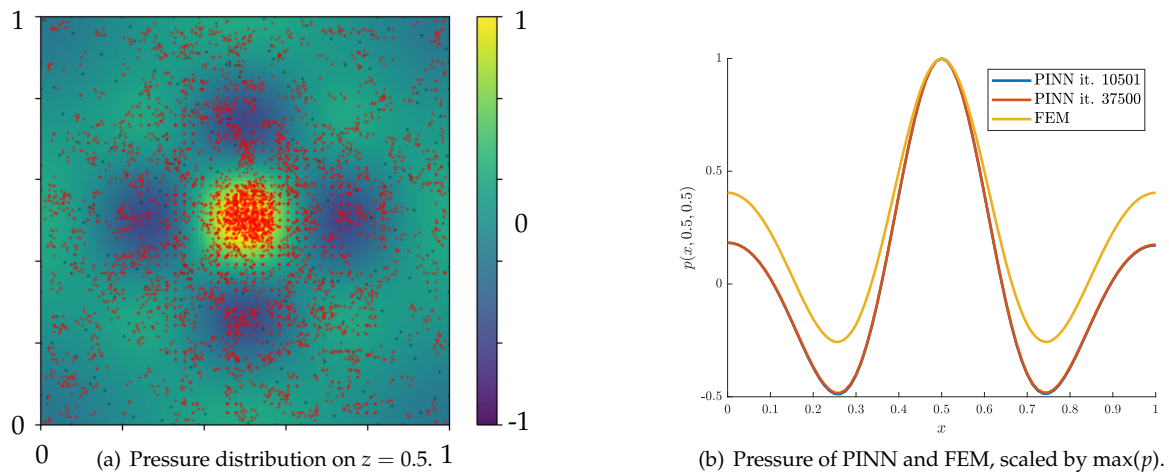 1
0
0
1
1
0
-1
(a) Pressure distribution on z = 0.5.
1
0.5
0
-0.5
p(x, 0.5, 0.5)
PINN it. 10501
PINN it. 37500
FEM
0 0.1 0.2 0.3 0.4 0.5 0.6 0.7 0.8 0.9 1
x
(b) Pressure of PINN and FEM, scaled by max(p).